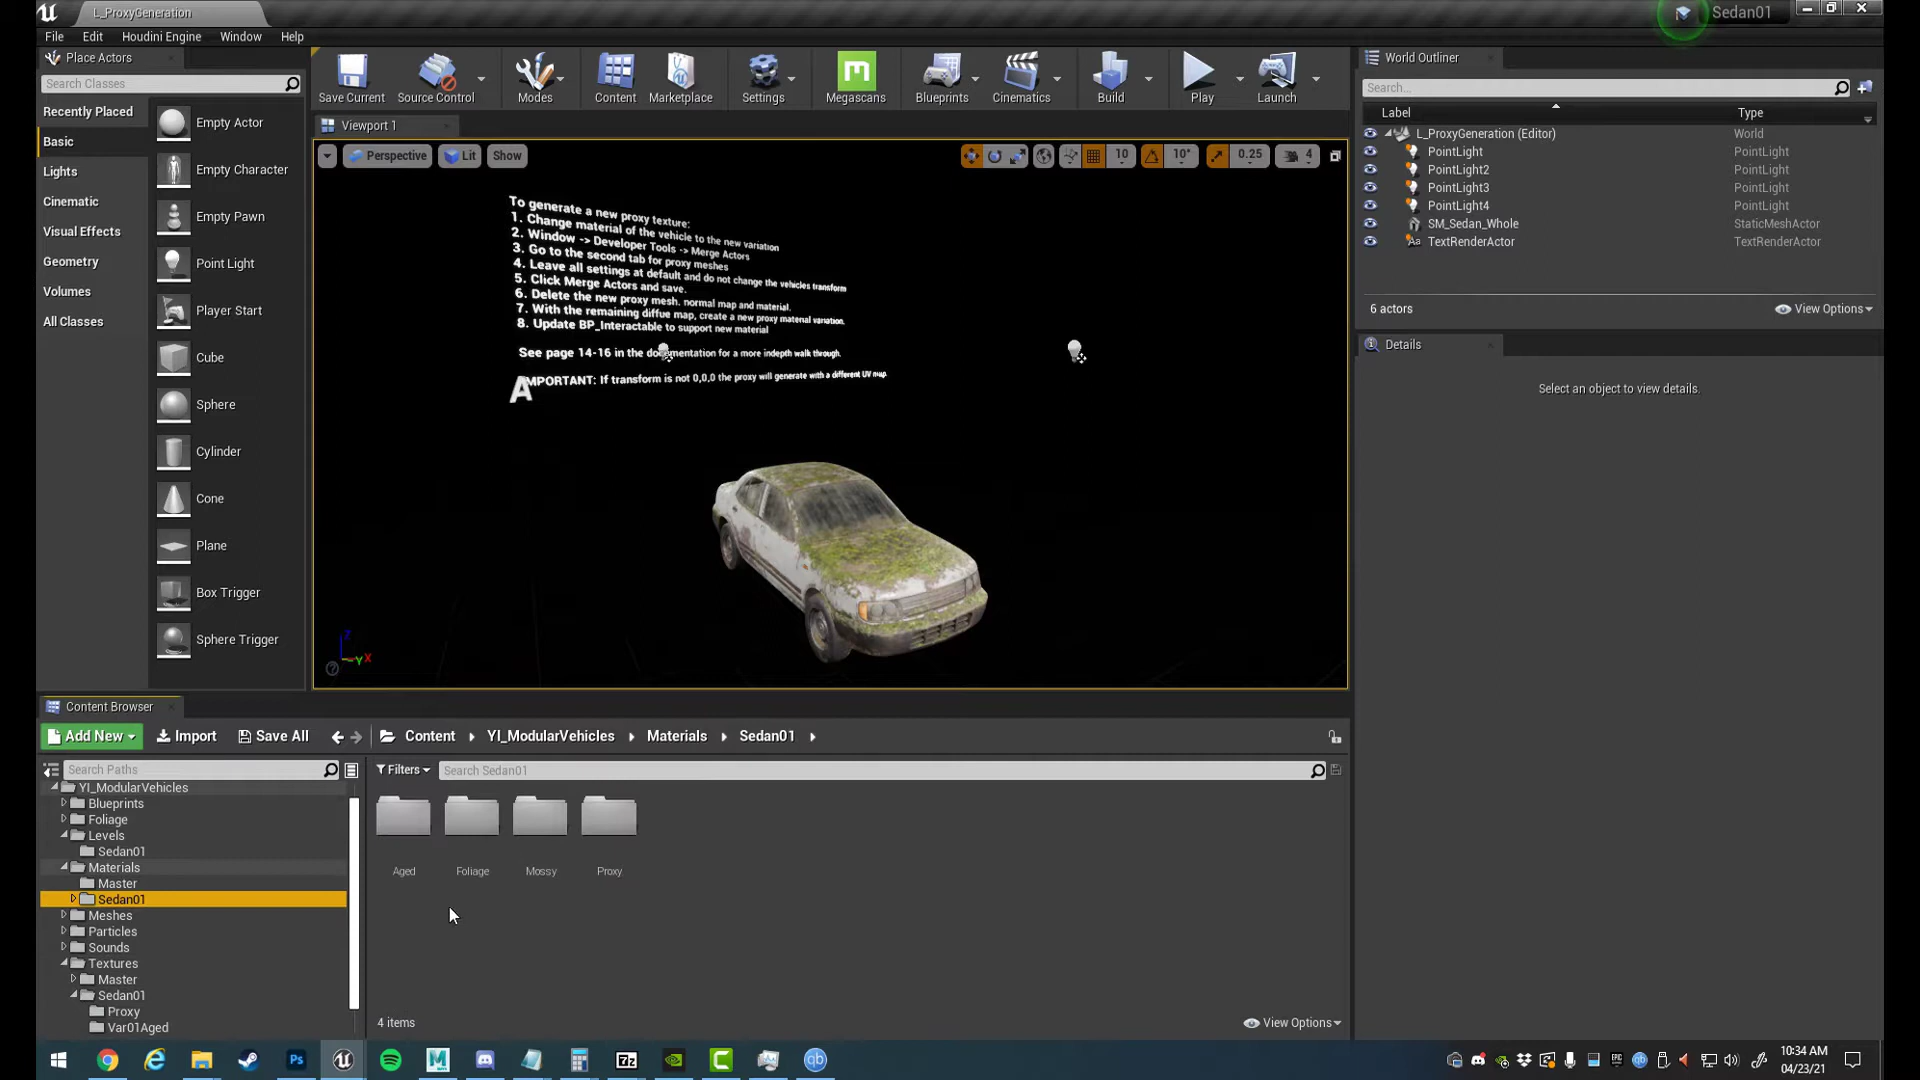 L_ProxyGeneration
Sedan01
File Edit Houdini Engine Window Help
Place Actors
Search Classes
Recently Placed
Basic
Lights
Cinematic
Visual Effects
Geometry
Volumes
All Classes
Empty Actor
Empty Character
Empty Pawn
Point Light
Player Start
Cube
Sphere
Cylinder
Cone
Plane
Box Trigger
Sphere Trigger
Save Current Source Control Modes Content Marketplace Settings Megascans Blueprints Cinematics Build Play Launch
Viewport 1
Perspective Lit Show 10 10° 0.25 4
To generate a new proxy texture:
1. Change material of the vehicle to the new variation
2. Window -> Developer Tools -> Merge Actors
3. Go to the second tab for proxy meshes
4. Leave all settings at default and do not change the vehicles transform
5. Click Merge Actors and save.
6. Delete the new proxy mesh, normal map and material.
7. With the remaining diffue map, create a new proxy material variation.
8. Update BP_Interactable to support new material
See page 14-16 in the documentation for a more indepth walk through.
IMPORTANT: If transform is not 0,0,0 the proxy will generate with a different UV map.
A
Z
Y X
World Outliner
Search...
Label Type
L_ProxyGeneration (Editor) World
PointLight PointLight
PointLight2 PointLight
PointLight3 PointLight
PointLight4 PointLight
SM_Sedan_Whole StaticMeshActor
TextRenderActor TextRenderActor
6 actors View Options
Details
Select an object to view details.
Content Browser
Add New Import Save All Content YI_ModularVehicles Materials Sedan01
Search Paths
Filters Search Sedan01
YI_ModularVehicles
Blueprints
Foliage
Levels
Sedan01
Materials
Master
Sedan01
Meshes
Particles
Sounds
Textures
Master
Sedan01
Proxy
Var01Aged
Aged Foliage Mossy Proxy
4 items View Options
10:34 AM
04/23/21